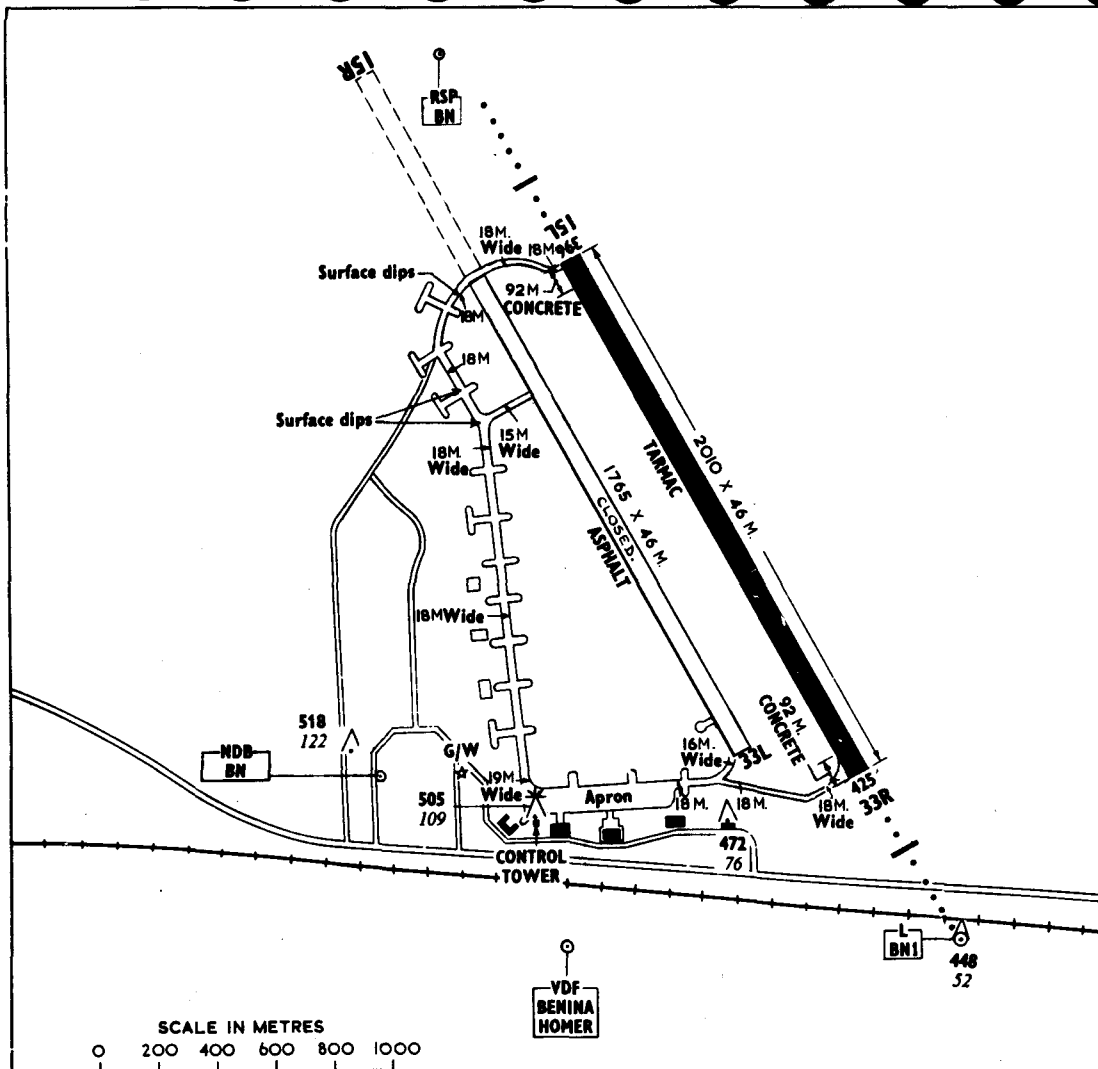 15R
RSP
BN
15L
396
18M.
Wide
18M
Surface dips
92M
CONCRETE
18M
18M
Surface dips
15M
Wide
18M.
Wide
2010 X 46 M.
TARMAC
1765 X 46 M.
CLOSED.
ASPHALT
18M Wide
92 M.
CONCRETE
518
122
NDB
BN
G/W
16M.
Wide
33L
19M
Wide
505
109
Apron
18M.
18M.
18M.
Wide
425
33R
472
76
CONTROL
TOWER
L
BN1
448
52
VDF
BENINA
HOMER
SCALE IN METRES
0 200 400 600 800 1000